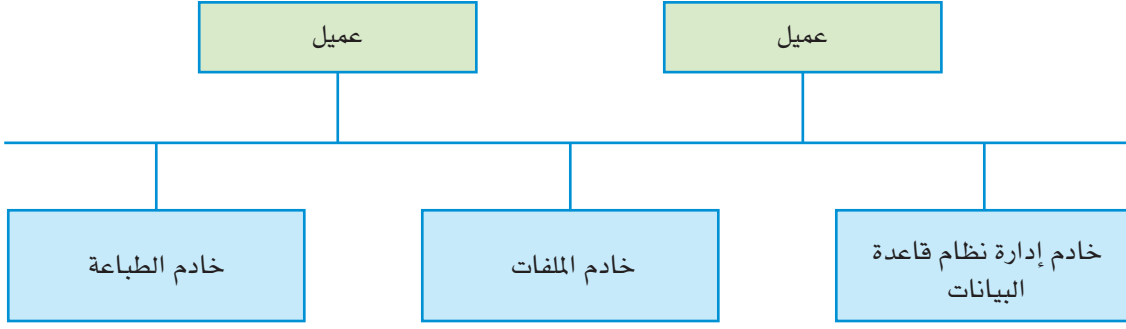 عميل
عميل
خادم إدارة نظام قاعدة
البيانات
خادم الملفات
خادم الطباعة